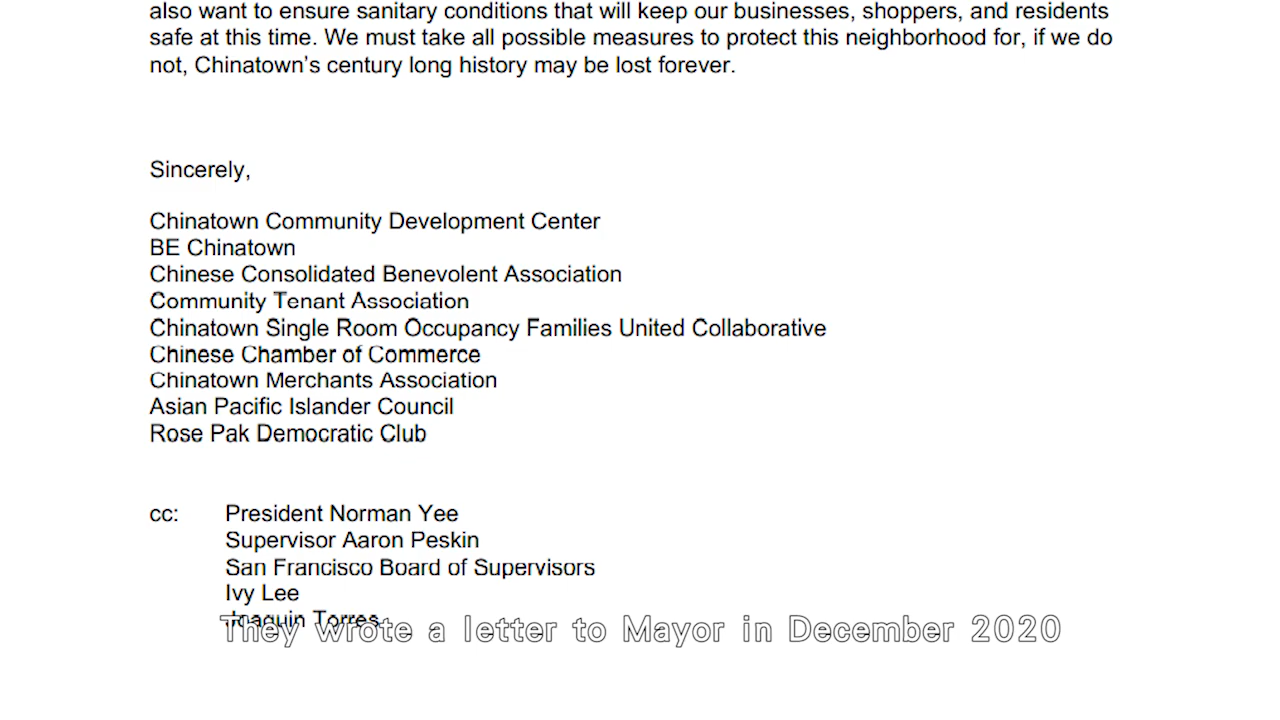 also want to ensure sanitary conditions that will keep our businesses, shoppers, and residents
safe at this time. We must take all possible measures to protect this neighborhood for, if we do
not, Chinatown’s century long history may be lost forever.
Sincerely,
Chinatown Community Development Center
BE Chinatown
Chinese Consolidated Benevolent Association
Community Tenant Association
Chinatown Single Room Occupancy Families United Collaborative
Chinese Chamber of Commerce
Chinatown Merchants Association
Asian Pacific Islander Council
Rose Pak Democratic Club
cc: President Norman Yee
Supervisor Aaron Peskin
San Francisco Board of Supervisors
Ivy Lee
Joaquin Torres
They wrote a letter to Mayor in December 2020